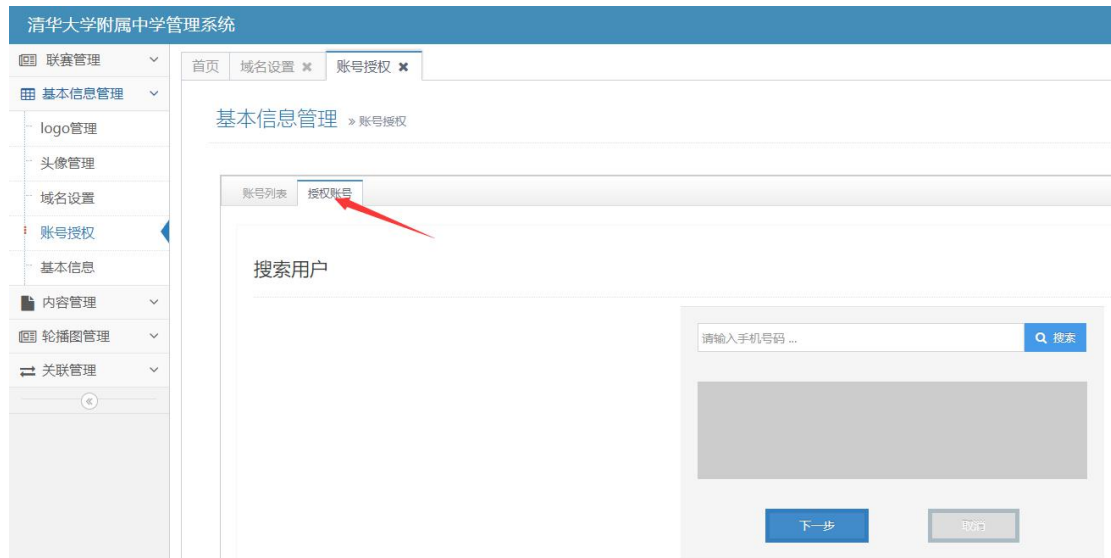 清华大学附属中学管理系统
联赛管理
首页 域名设置 账号授权
基本信息管理
logo管理
头像管理
域名设置
账号授权
基本信息
内容管理
轮播图管理
关联管理
基本信息管理 » 账号授权
账号列表 授权账号
搜索用户
请输入手机号码 ... 搜索
下一步 取消